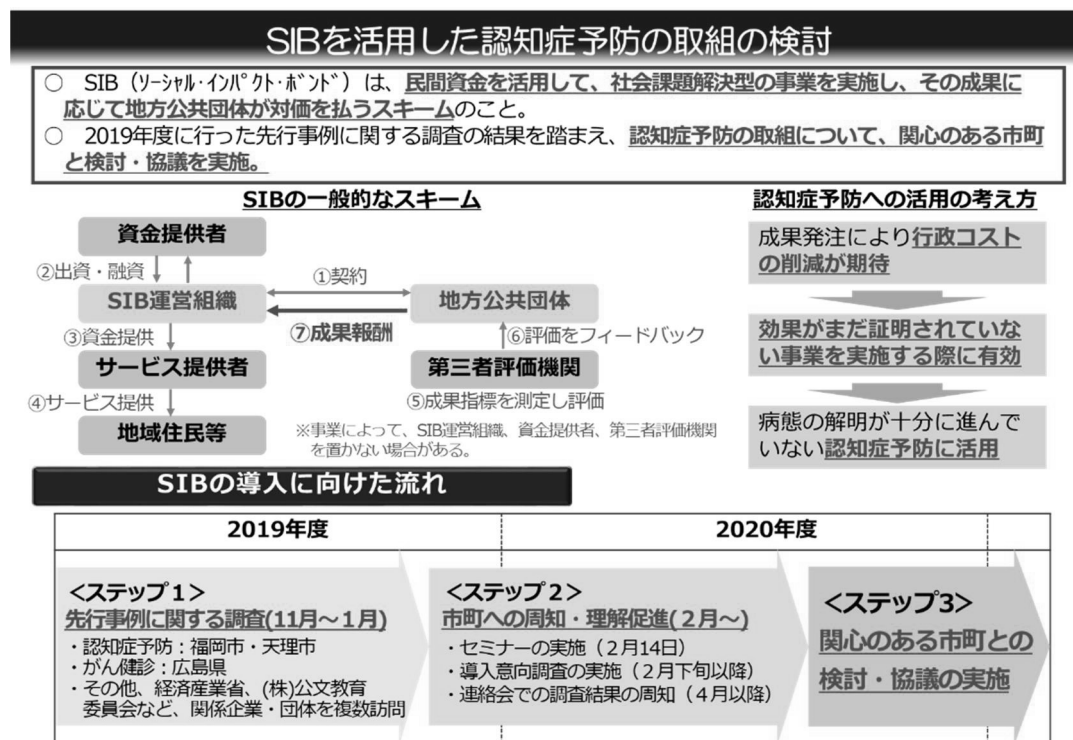 SIBを活用した認知症予防の取組の検討
○ SIB（ｿｰｼｬﾙ･ｲﾝﾊﾟｸﾄ･ﾎﾞﾝﾄﾞ）は、民間資金を活用して、社会課題解決型の事業を実施し、その成果に
応じて地方公共団体が対価を払うスキームのこと。
○ 2019年度に行った先行事例に関する調査の結果を踏まえ、認知症予防の取組について、関心のある市町
と検討・協議を実施。
SIBの一般的なスキーム
資金提供者
②出資・融資
SIB運営組織
①契約
地方公共団体
⑦成果報酬
③資金提供
⑥評価をフィードバック
サービス提供者
第三者評価機関
④サービス提供
⑤成果指標を測定し評価
地域住民等
※事業によって、SIB運営組織、資金提供者、第三者評価機関
を置かない場合がある。
認知症予防への活用の考え方
成果発注により行政コスト
の削減が期待
効果がまだ証明されていな
い事業を実施する際に有効
病態の解明が十分に進んで
いない認知症予防に活用
SIBの導入に向けた流れ
2019年度
2020年度
＜ステップ１＞
先行事例に関する調査(11月～１月)
・認知症予防：福岡市・天理市
・がん健診：広島県
・その他、経済産業省、(株)公文教育
委員会など、関係企業・団体を複数訪問
＜ステップ２＞
市町への周知・理解促進(２月～)
・セミナーの実施（２月14日）
・導入意向調査の実施（２月下旬以降）
・連絡会での調査結果の周知（４月以降）
＜ステップ3＞
関心のある市町との
検討・協議の実施